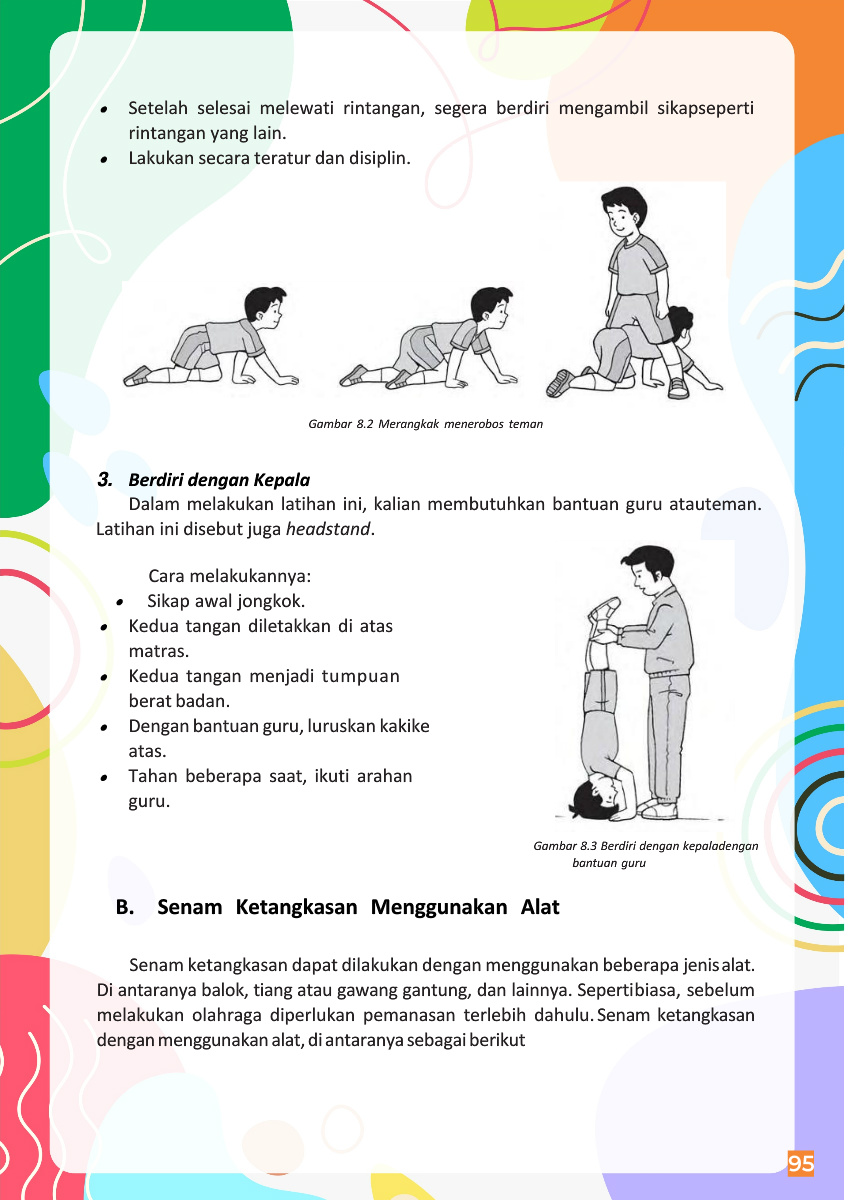 • Setelah selesai melewati rintangan, segera berdiri mengambil sikapseperti
rintangan yang lain.
• Lakukan secara teratur dan disiplin.
Gambar 8.2 Merangkak menerobos teman
3. Berdiri dengan Kepala
Dalam melakukan latihan ini, kalian membutuhkan bantuan guru atauteman.
Latihan ini disebut juga headstand.
Cara melakukannya:
• Sikap awal jongkok.
• Kedua tangan diletakkan di atas
matras.
• Kedua tangan menjadi tumpuan
berat badan.
• Dengan bantuan guru, luruskan kakike
atas.
• Tahan beberapa saat, ikuti arahan
guru.
Gambar 8.3 Berdiri dengan kepaladengan
bantuan guru
B. Senam Ketangkasan Menggunakan Alat
Senam ketangkasan dapat dilakukan dengan menggunakan beberapa jenis alat.
Di antaranya balok, tiang atau gawang gantung, dan lainnya. Sepertibiasa, sebelum
melakukan olahraga diperlukan pemanasan terlebih dahulu. Senam ketangkasan
dengan menggunakan alat, di antaranya sebagai berikut
95